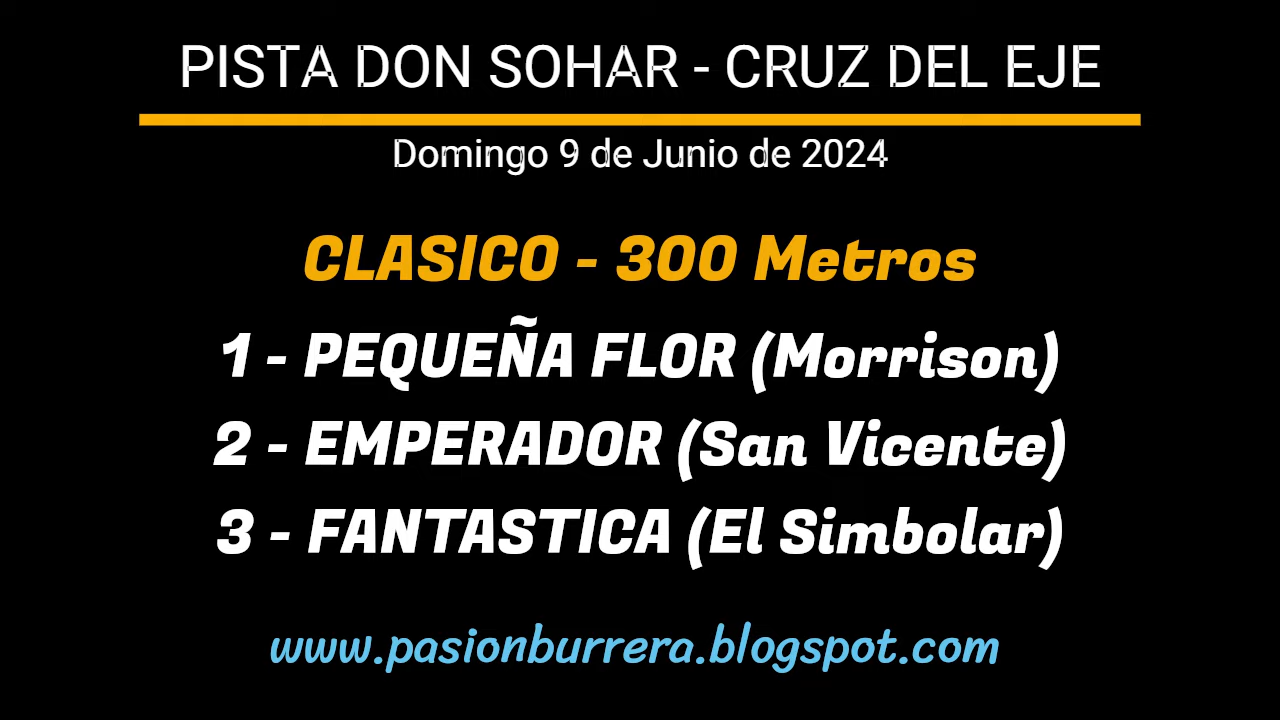 PISTA DON SOHAR - CRUZ DEL EJE
Domingo 9 de Junio de 2024
CLASICO - 300 Metros
1 - PEQUEÑA FLOR (Morrison)
2 - EMPERADOR (San Vicente)
3 - FANTASTICA (El Simbolar)
www.pasionburrera.blogspot.com